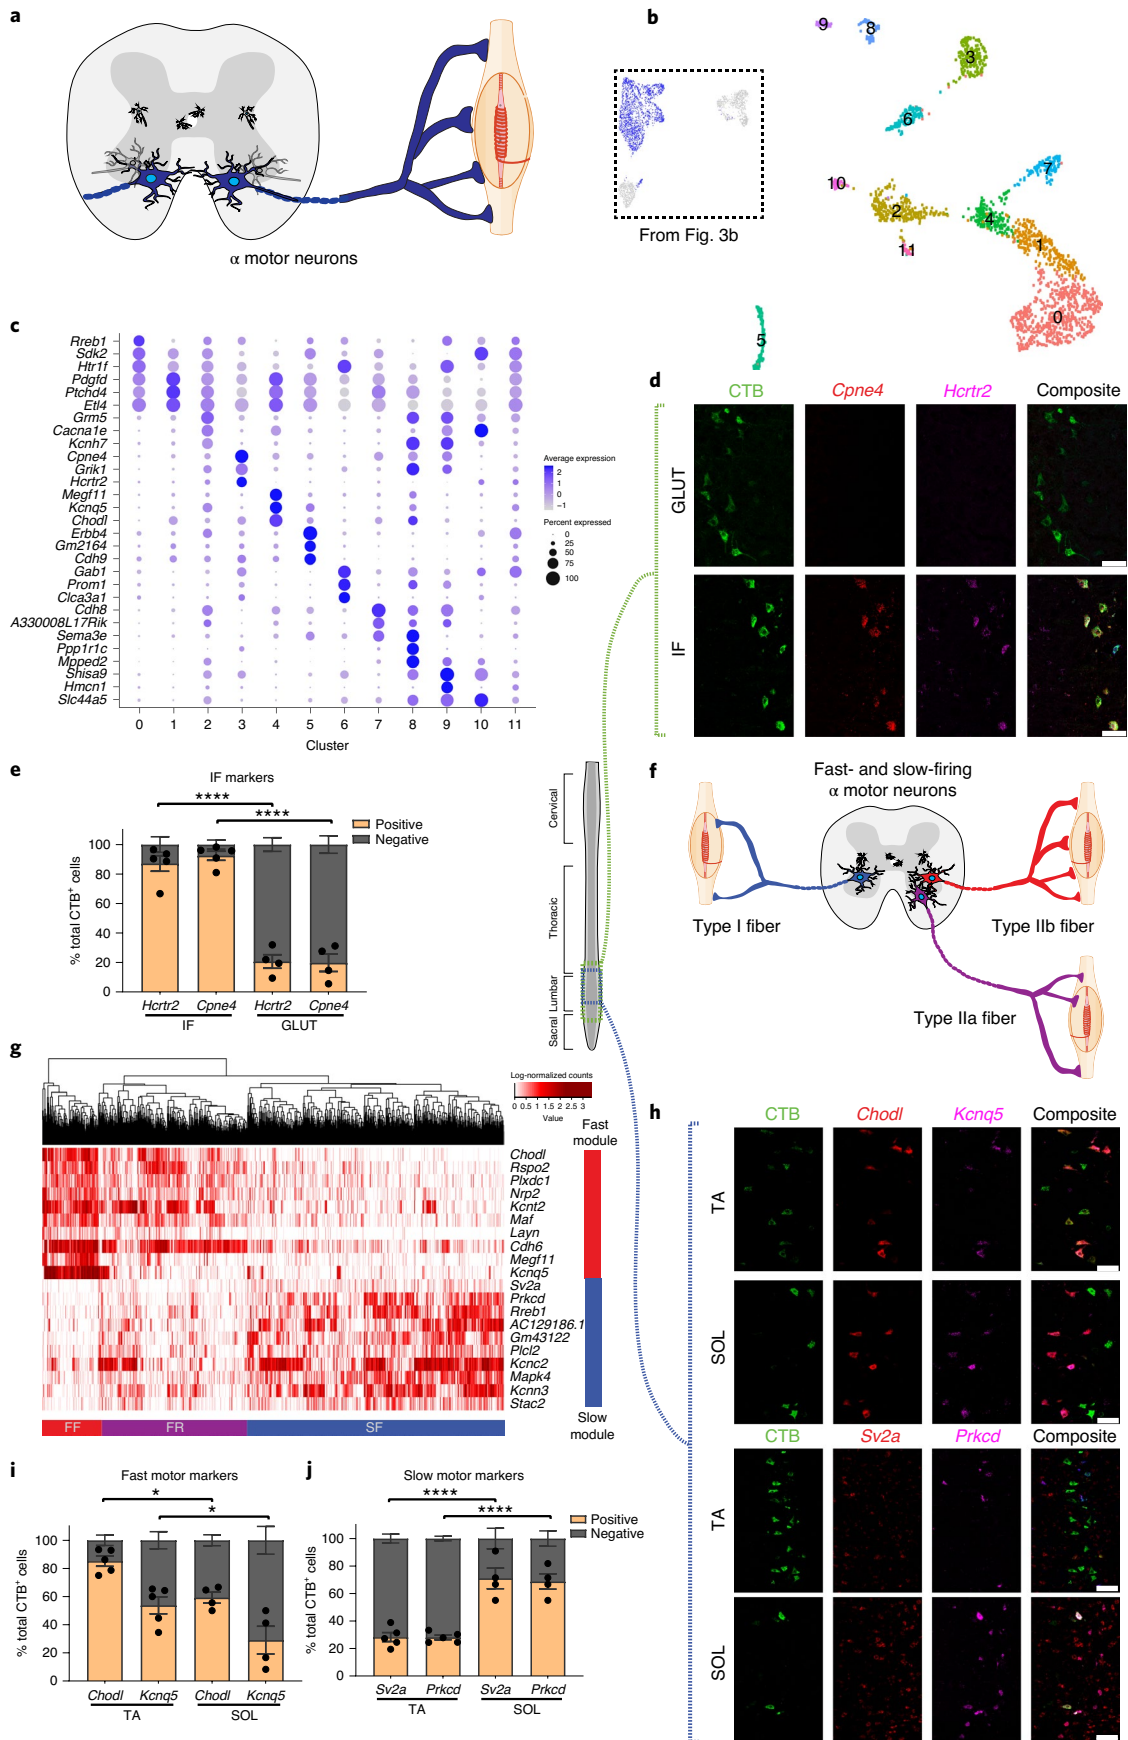 a
α motor neurons
b
From Fig. 3b
9
8
3
6
7
10
2
4
1
11
0
5
c
Rreb1
Sdk2
Htr1f
Pdgfd
Ptchd4
Etl4
Grm5
Cacna1e
Kcnh7
Cpne4
Grik1
Hcrtr2
Megf11
Kcnq5
Chodl
Erbb4
Gm2164
Cdh9
Gab1
Prom1
Clca3a1
Cdh8
A330008L17Rik
Sema3e
Ppp1r1c
Mpped2
Shisa9
Hmcn1
Slc44a5
0 1 2 3 4 5 6 7 8 9 10 11
Cluster
Average expression
2
1
0
−1
Percent expressed
0
25
50
75
100
d
CTB Cpne4 Hcrtr2 Composite
GLUT
IF
e
IF markers
****
****
Positive
Negative
% total CTB+ cells
100
80
60
40
20
0
Hcrtr2 Cpne4 Hcrtr2 Cpne4
IF GLUT
Cervical
Thoracic
Lumbar
Sacral
f
Fast- and slow-firing
α motor neurons
Type I fiber
Type IIb fiber
Type IIa fiber
g
Log-normalized counts
0 0.5 1 1.5 2 2.5 3
Value
Fast
module
Chodl
Rspo2
Plxdc1
Nrp2
Kcnt2
Maf
Layn
Cdh6
Megf11
Kcnq5
Sv2a
Prkcd
Rreb1
AC129186.1
Gm43122
Plcl2
Kcnc2
Mapk4
Kcnn3
Stac2
Slow
module
FF FR SF
h
CTB Chodl Kcnq5 Composite
TA
SOL
CTB Sv2a Prkcd Composite
TA
SOL
i
Fast motor markers
*
*
% total CTB+ cells
100
80
60
40
20
0
Chodl Kcnq5 Chodl Kcnq5
TA SOL
j
Slow motor markers
****
****
Positive
Negative
% total CTB+ cells
100
80
60
40
20
0
Sv2a Prkcd Sv2a Prkcd
TA SOL